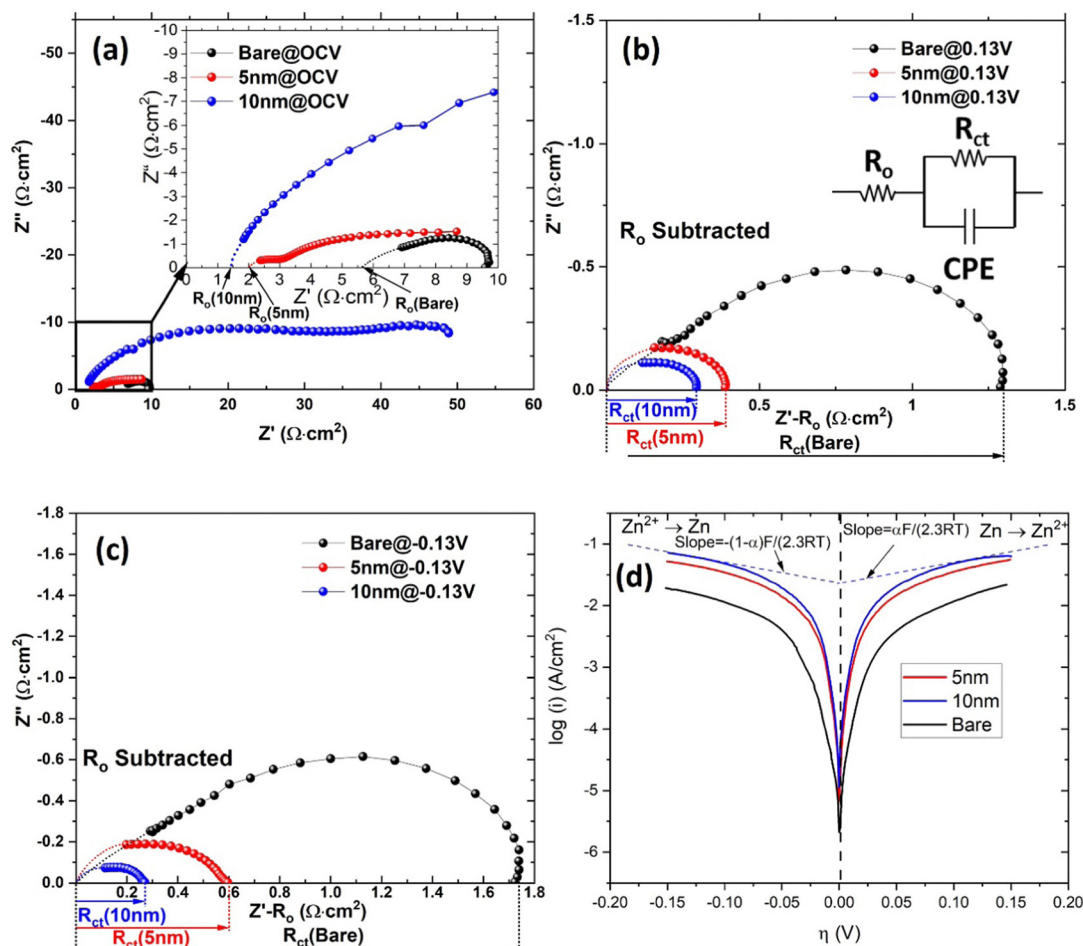 (a)
Bare@OCV
5nm@OCV
10nm@OCV
-10
-9
-8
-7
-6
-5
-4
-3
-2
-1
0
Z“ (Ω·cm²)
0 1 2 3 4 5 6 7 8 9 10
Z' (Ω·cm²)
Ro(10nm)
Ro(5nm)
Ro(Bare)
-50
-40
-30
-20
-10
0
Z'' (Ω·cm²)
0 10 20 30 40 50 60
Z' (Ω·cm²)
(b)
Bare@0.13V
5nm@0.13V
10nm@0.13V
Ro
Rct
CPE
Ro Subtracted
-1.5
-1.0
-0.5
0.0
Z'' (Ω·cm²)
0.5 1.0 1.5
Z'-Ro (Ω·cm²)
Rct(10nm)
Rct(5nm)
Rct(Bare)
(c)
Bare@-0.13V
5nm@-0.13V
10nm@-0.13V
Ro Subtracted
-1.8
-1.6
-1.4
-1.2
-1.0
-0.8
-0.6
-0.4
-0.2
0.0
Z'' (Ω·cm²)
0.2 0.4 0.6 0.8 1.0 1.2 1.4 1.6 1.8
Z'-Ro (Ω·cm²)
Rct(10nm)
Rct(5nm)
Rct(Bare)
(d)
Zn²⁺ → Zn
Slope=-(1-α)F/(2.3RT)
Slope=αF/(2.3RT)
Zn → Zn²⁺
5nm
10nm
Bare
-1
-2
-3
-4
-5
-6
log (i) (A/cm²)
-0.20 -0.15 -0.10 -0.05 0.00 0.05 0.10 0.15 0.20
η (V)